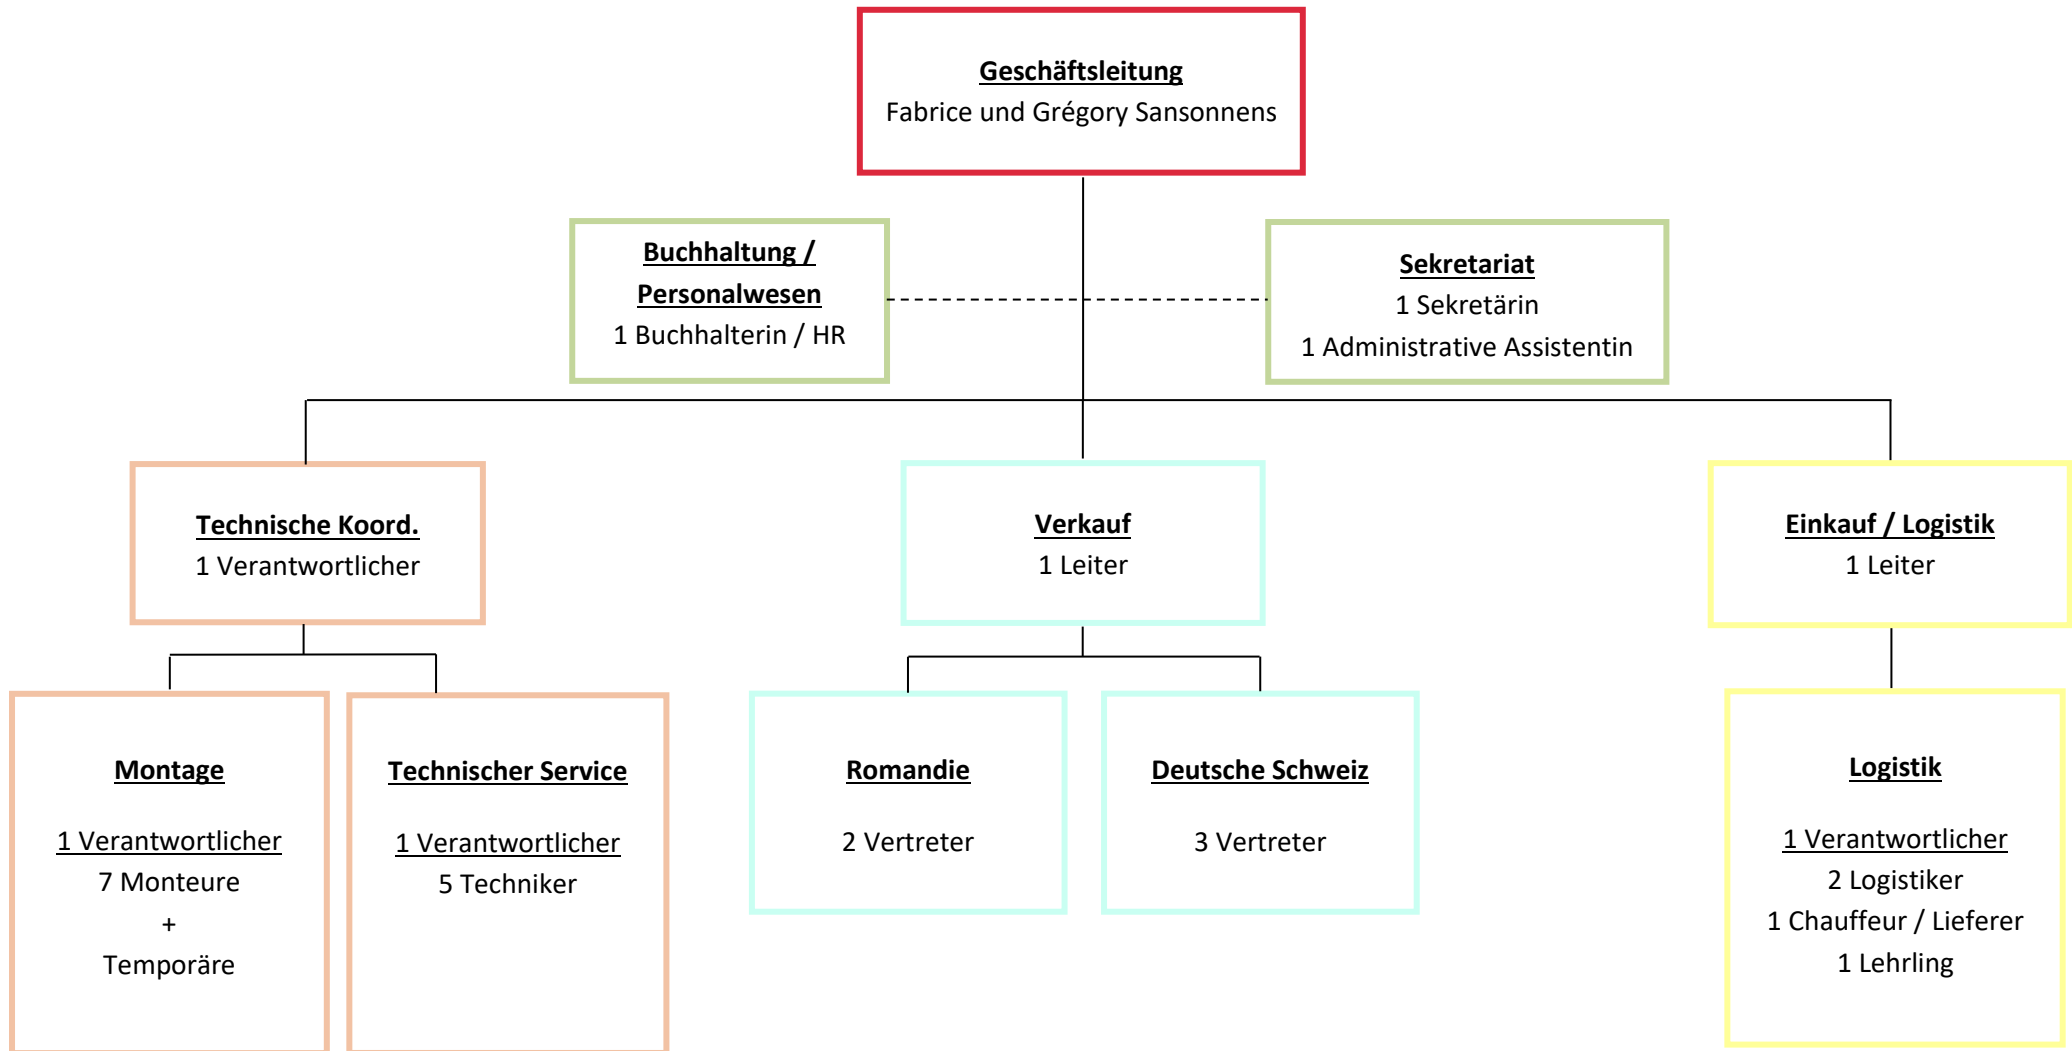 Geschäftsleitung
Fabrice und Grégory Sansonnens
Buchhaltung /
Personalwesen
1 Buchhalterin / HR
Sekretariat
1 Sekretärin
1 Administrative Assistentin
Technische Koord.
1 Verantwortlicher
Verkauf
1 Leiter
Einkauf / Logistik
1 Leiter
Montage
1 Verantwortlicher
7 Monteure
+
Temporäre
Technischer Service
1 Verantwortlicher
5 Techniker
Romandie
2 Vertreter
Deutsche Schweiz
3 Vertreter
Logistik
1 Verantwortlicher
2 Logistiker
1 Chauffeur / Lieferer
1 Lehrling